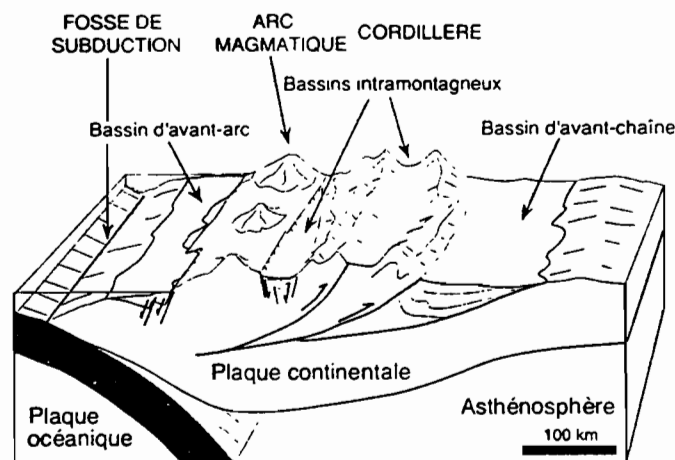 FOSSE DE
SUBDUCTION
ARC
MAGMATIQUE
CORDILLERE
Bassins intramontagneux
Bassin d'avant-arc
Bassin d'avant-chaîne
Plaque continentale
Plaque
océanique
Asthénosphère
100 km